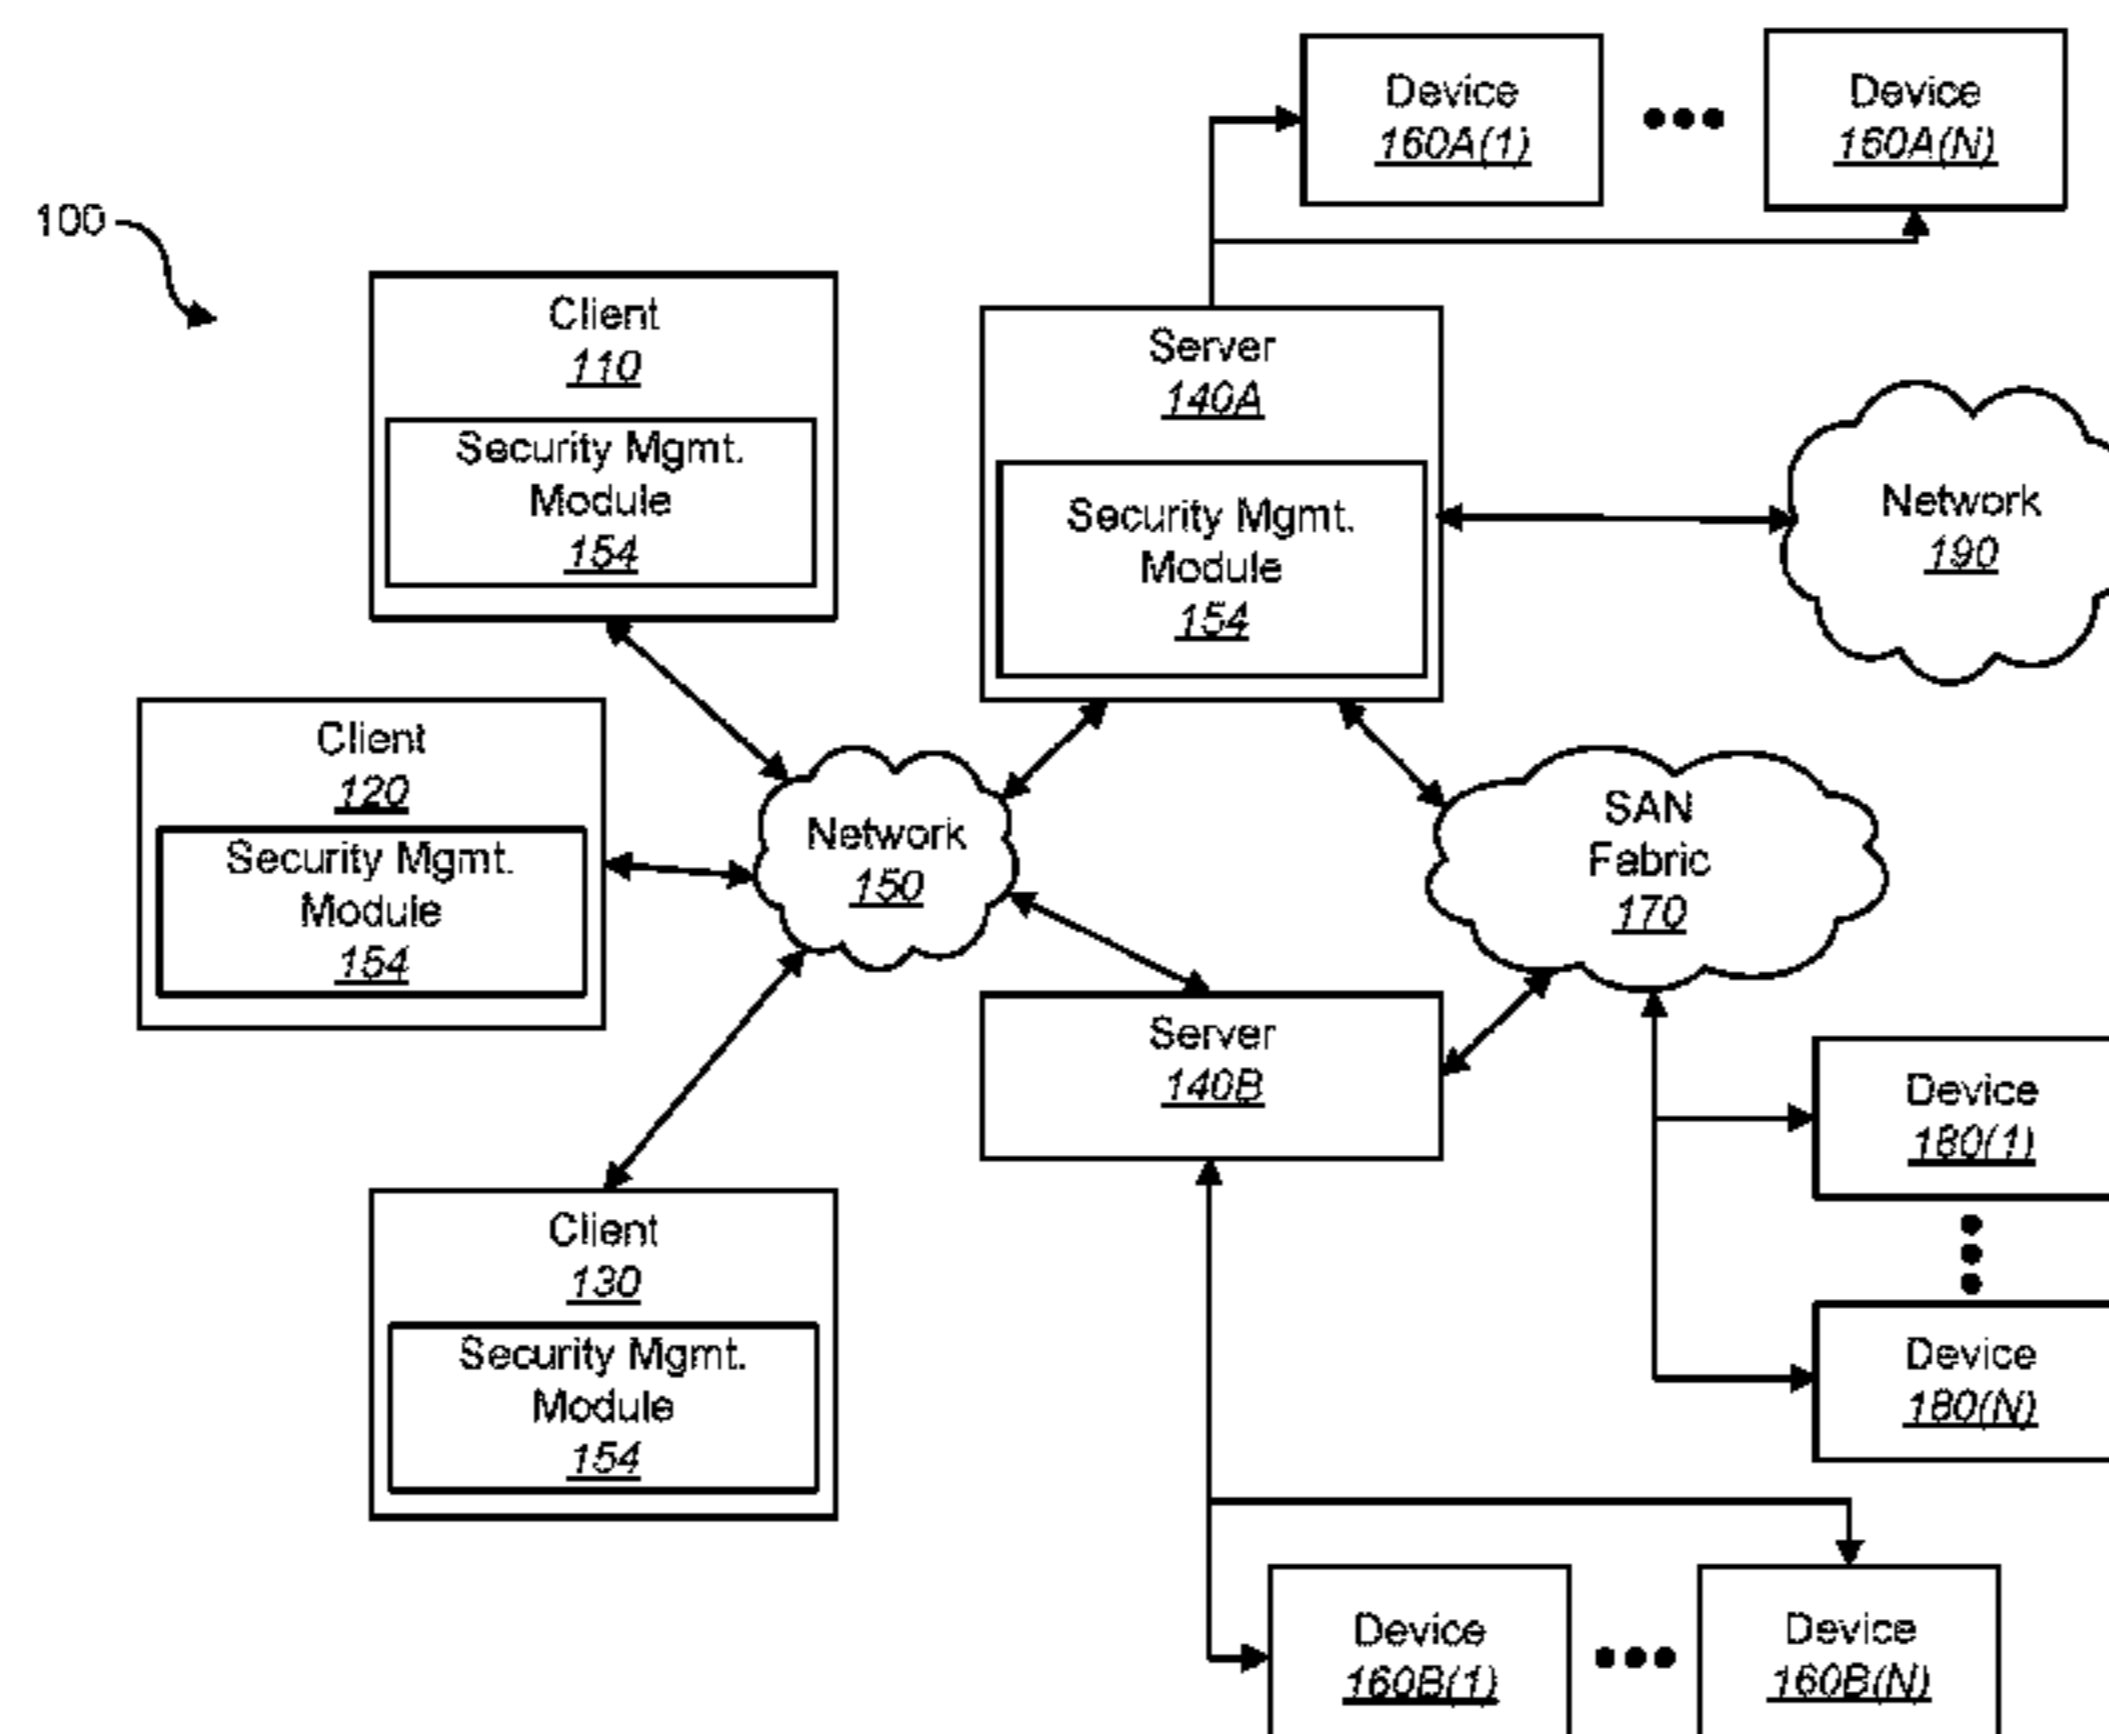 Device
160A(1)
Device
160A(N)
100
Client
110
Security Mgmt.
Module
154
Server
140A
Security Mgmt.
Module
154
Network
190
Client
120
Security Mgmt.
Module
154
Network
150
SAN
Fabric
170
Server
140B
Device
180(1)
Device
180(N)
Client
130
Security Mgmt.
Module
154
Device
160B(1)
Device
160B(N)